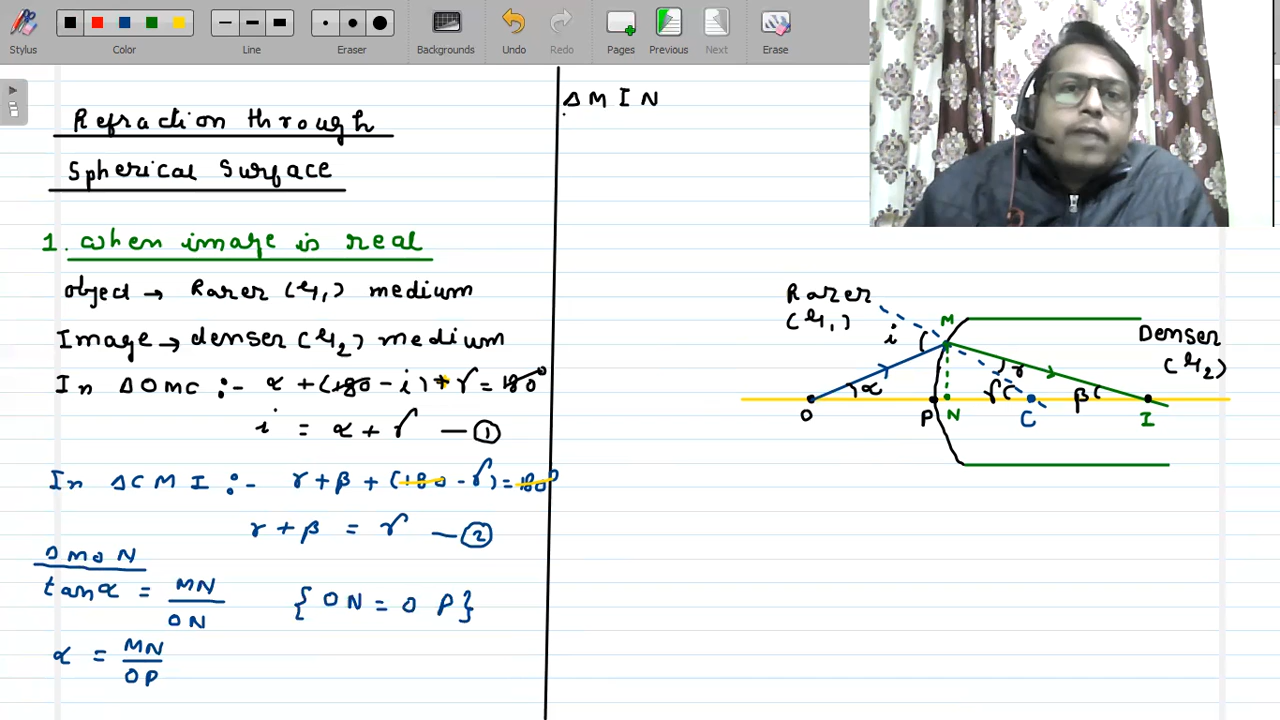 Stylus
Color
Line
Eraser
Backgrounds
Undo
Redo
Pages
Previous
Next
Erase
Refraction through
Spherical Surface
1. when image is real
object → Rarer (μ₁) medium
Image → denser (μ₂) medium
In ΔOMC :- α + (180 - i) + γ = 180°
i = α + γ — ①
In ΔCMI :- r + β + (180 - γ) = 180°
r + β = γ — ②
ΔMON
tanα = MN/ON { ON = OP }
α = MN/OP
ΔMIN
Rarer
(μ₁)
i
M
Denser
(μ₂)
α
r
γ
β
O
P
N
C
I